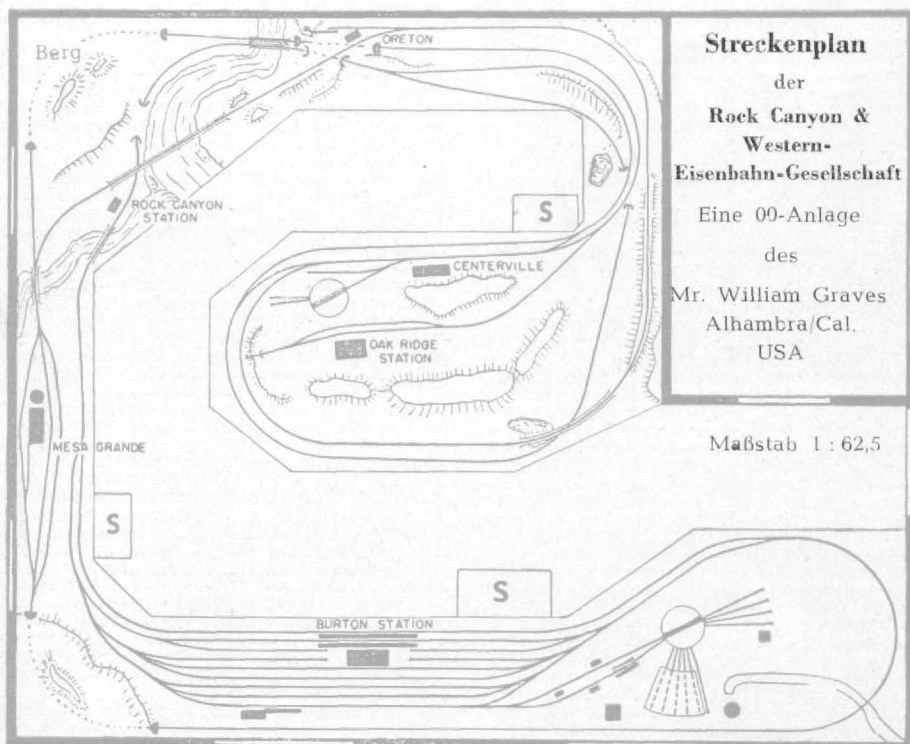 Streckenplan
der
Rock Canyon &
Western-
Eisenbahn-Gesellschaft
Eine 00-Anlage
des
Mr. William Graves
Alhambra/Cal.
USA
Maßstab 1 : 62,5
Berg
ORETON
ROCK CANYON
STATION
S
CENTERVILLE
OAK RIDGE
STATION
MESA GRANDE
S
S
BURTON STATION